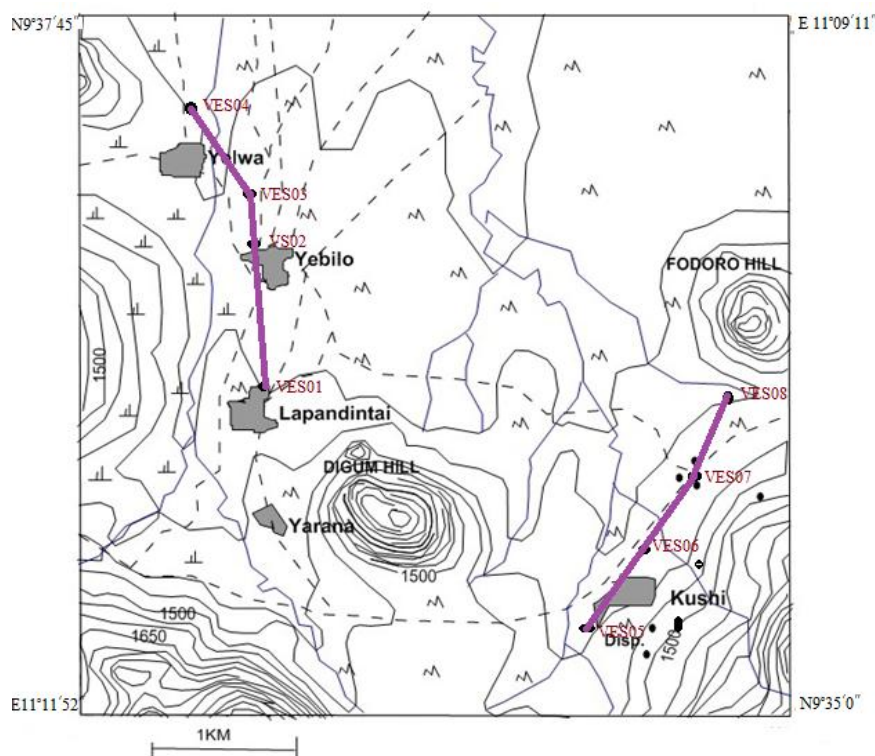 N9°37'45"
E 11°09'11"
VES04
Yelwa
VES03
VS02
Yebilo
FODORO HILL
1500
VES01
VES08
Lapandintai
DIGUM HILL
VES07
Yarana
VES06
1500
1500
Kushi
1650
VES05
Disp.
1500
E11°11'52
N9°35'0"
1KM